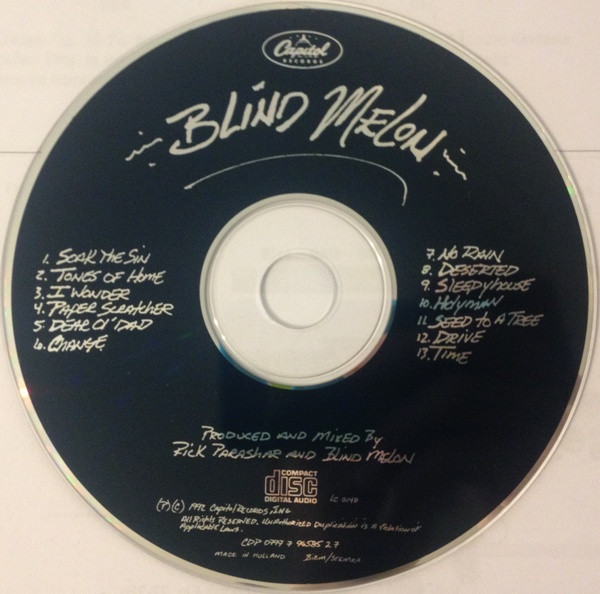 Capitol
RECORDS
BLIND MELON
1. SOAK THE SIN
2. TONES OF HOME
3. I WONDER
4. PAPER SCRATCHER
5. DEAR OL' DAD
6. CHANGE
7. NO RAIN
8. DESERTED
9. SLEEPYHOUSE
10. HOLYMAN
11. SEED TO A TREE
12. DRIVE
13. TIME
PRODUCED AND MIXED By
RICK PARASHAR AND BLIND MELON
COMPACT
disc
DIGITAL AUDIO
(P)(C) 1992 Capitol RECORDS, INC
All Rights RESERVED. UNAUTHORIZED Duplication is A Violation of
Applicable Laws.
CDP 0777 7 96585 2 7
MADE IN HOLLAND